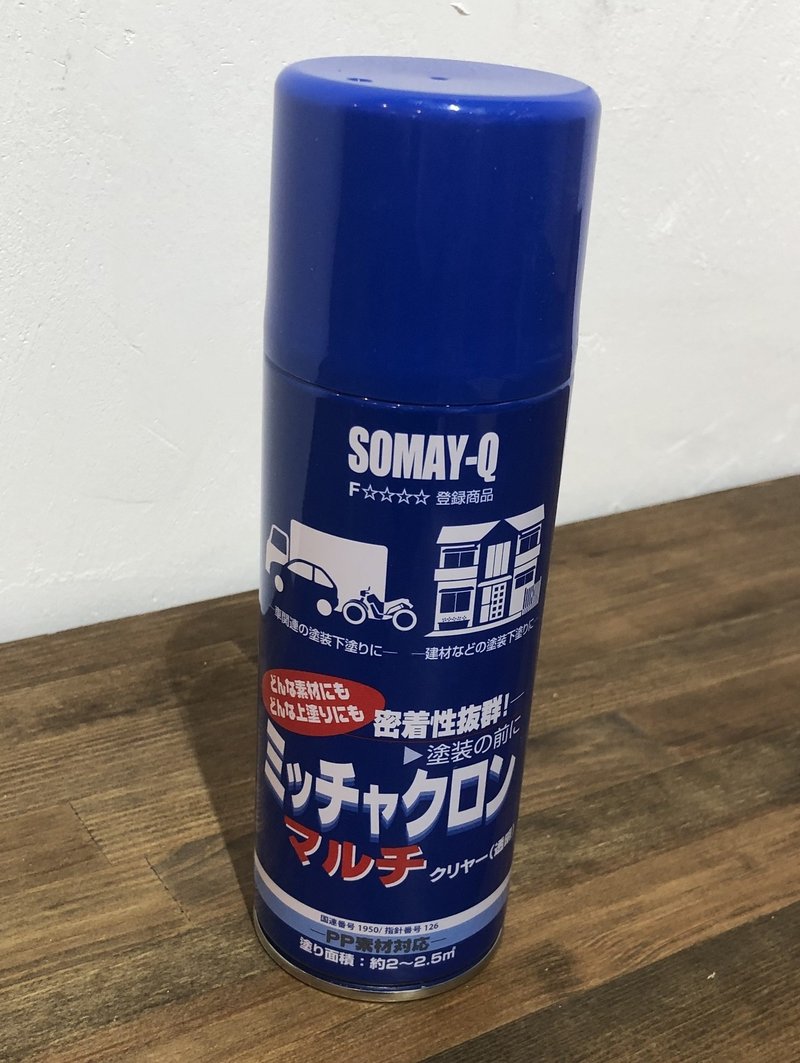 SOMAY-Q
F☆☆☆☆ 登録商品
車関連の塗装下塗りに
建材などの塗装下塗りに
どんな素材にも
どんな上塗りにも
密着性抜群!
▶塗装の前に
ミッチャクロン
マルチ
クリヤー(透明
国連番号 1950/ 指針番号 126
PP素材対応
塗り面積：約2〜2.5㎡